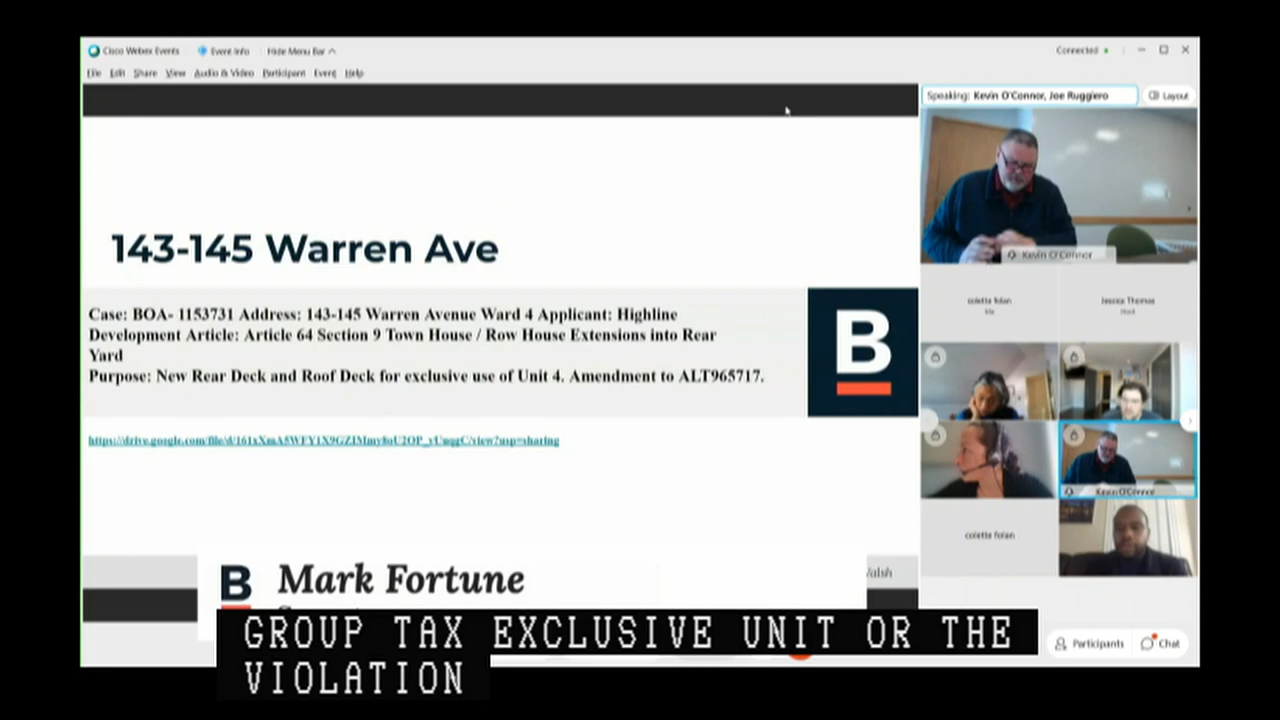 Cisco Webex Events
Event Info
Hide Menu Bar
Connected
File Edit Share View Audio & Video Participant Event Help
Speaking: Kevin O'Connor, Joe Ruggiero
Layout
Kevin O'Connor
143-145 Warren Ave
Case: BOA- 1153731 Address: 143-145 Warren Avenue Ward 4 Applicant: Highline
Development Article: Article 64 Section 9 Town House / Row House Extensions into Rear
Yard
Purpose: New Rear Deck and Roof Deck for exclusive use of Unit 4. Amendment to ALT965717.
B
colette folan
Me
Jessica Thomas
Host
Kevin O'Connor
colette folan
B Mark Fortune
Walsh
GROUP TAX EXCLUSIVE UNIT OR THE
VIOLATION
Participants
Chat